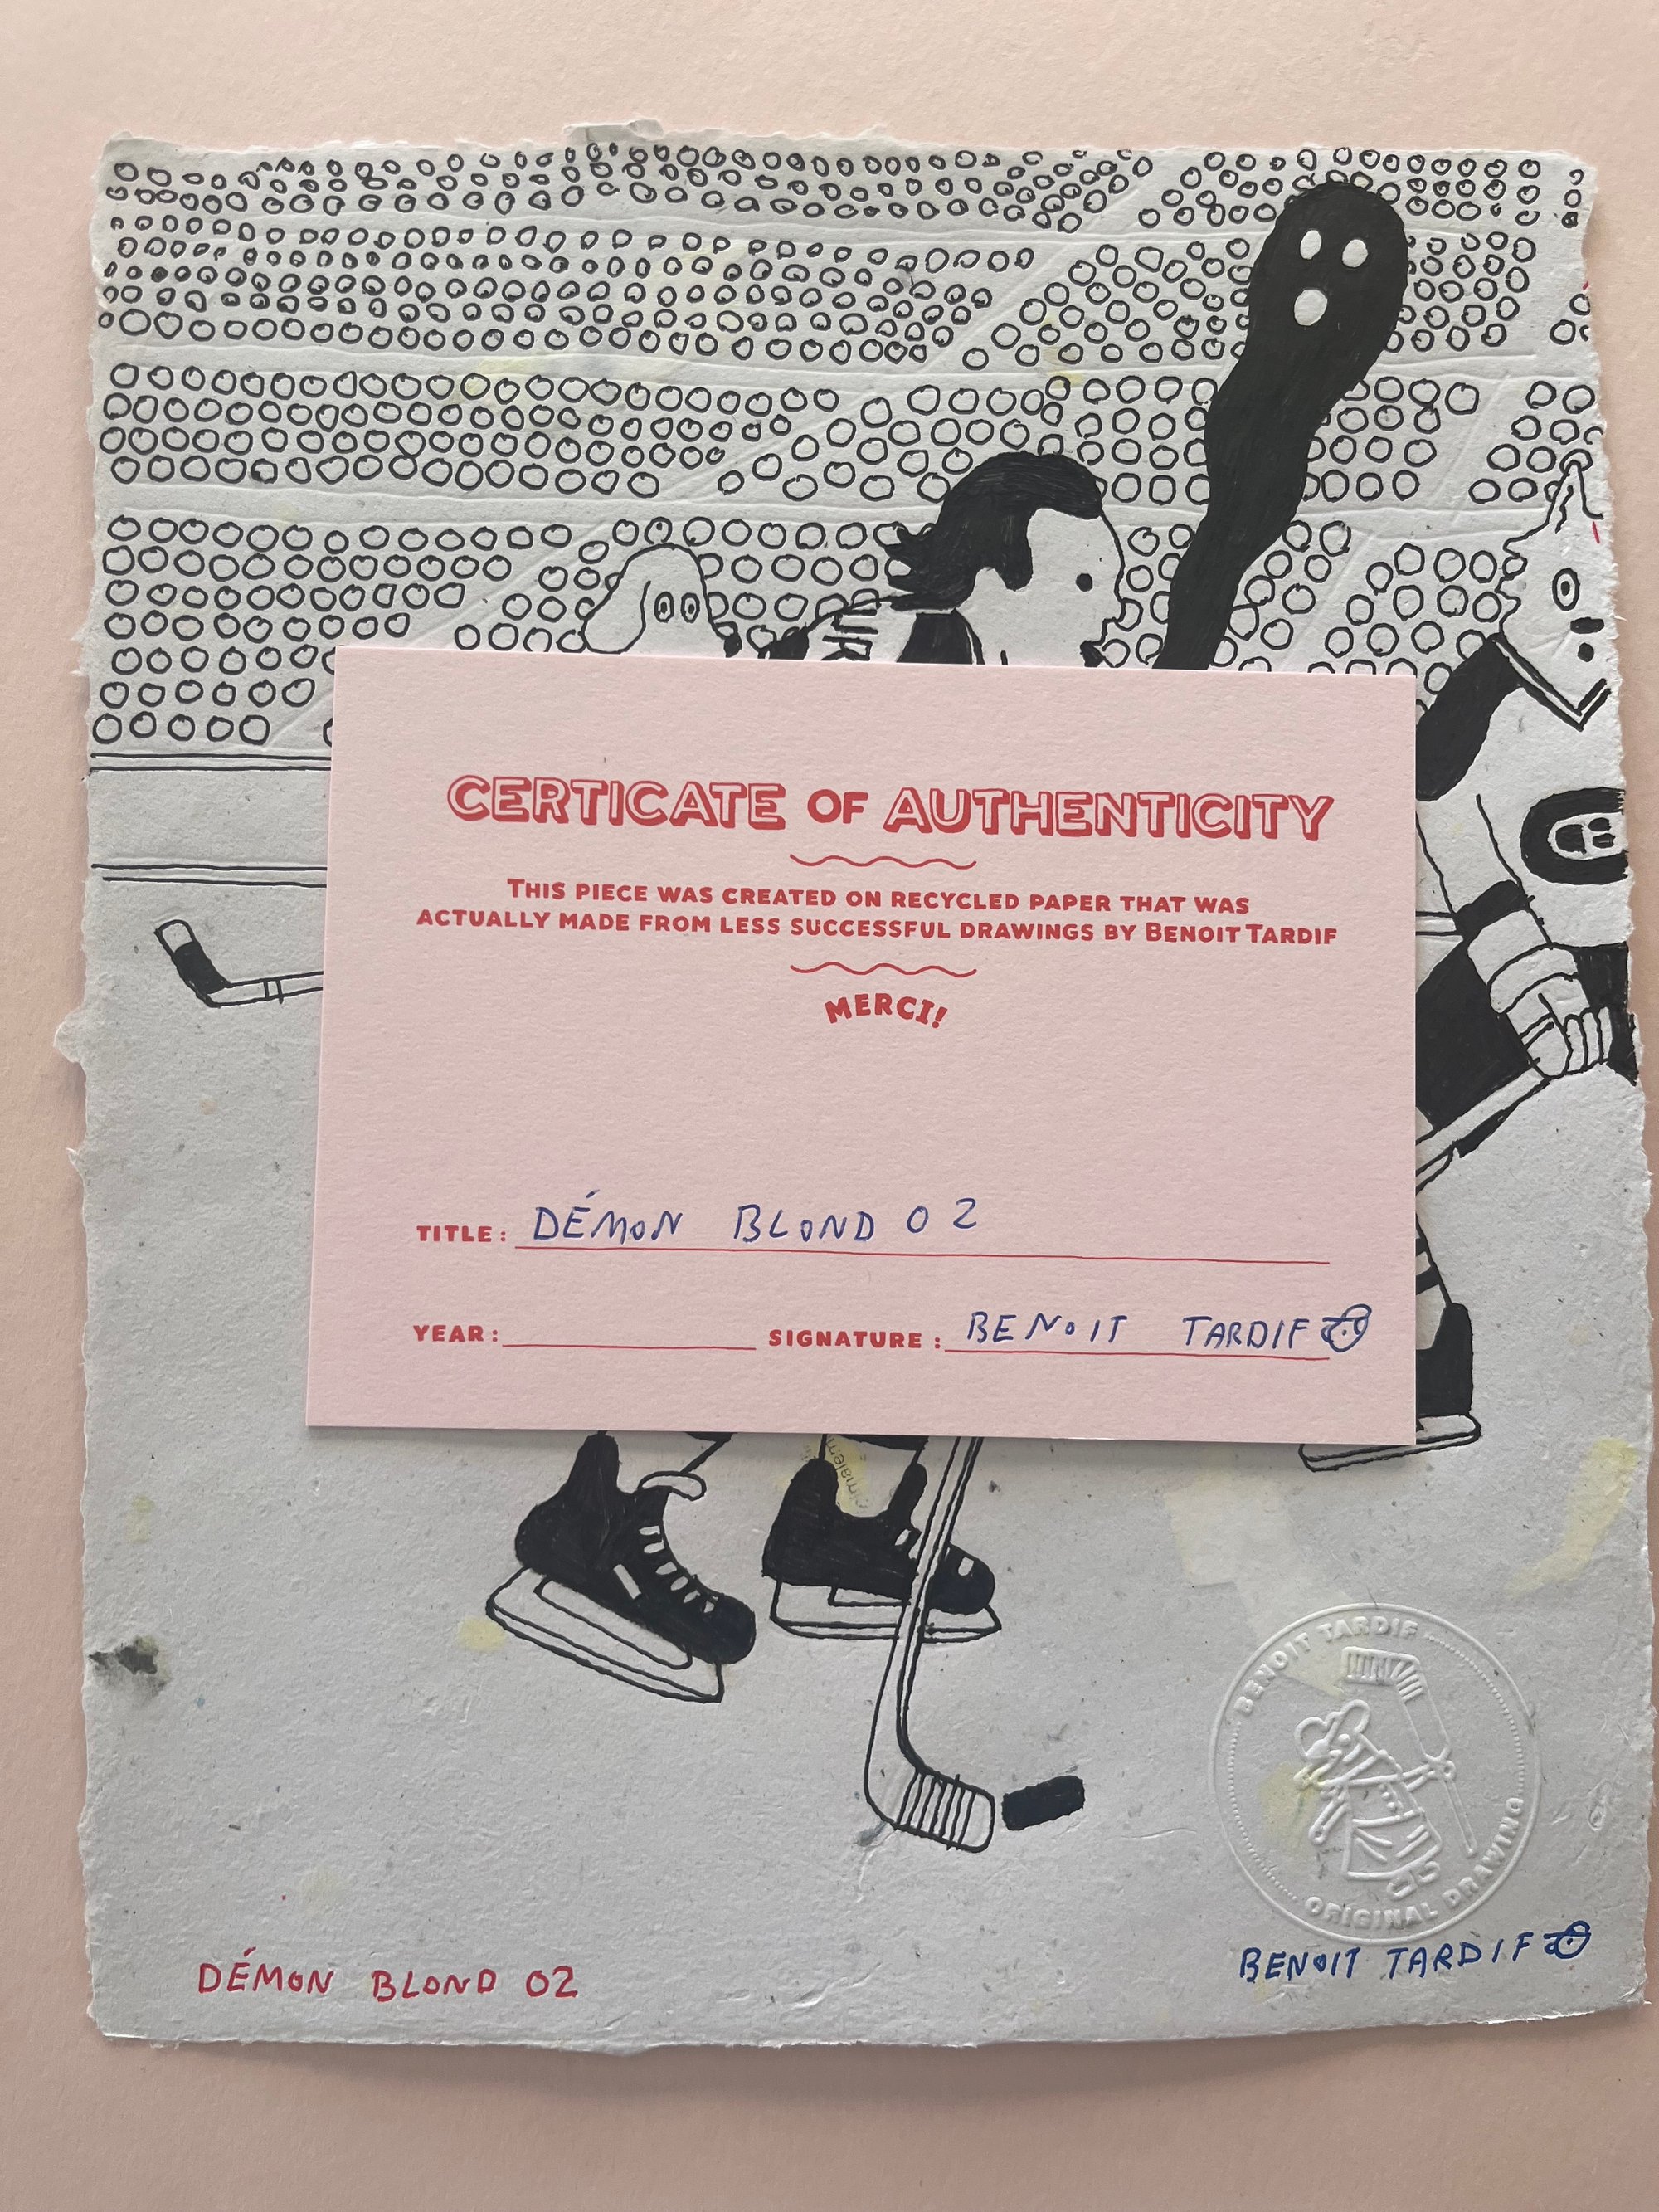 CERTICATE OF AUTHENTICITY
THIS PIECE WAS CREATED ON RECYCLED PAPER THAT WAS
ACTUALLY MADE FROM LESS SUCCESSFUL DRAWINGS BY BENOIT TARDIF
MERCI!
TITLE: DÉMON BLOND 02
YEAR: SIGNATURE: BENOIT TARDIF
BENOIT TARDIF
ORIGINAL DRAWING
DÉMON BLOND 02
BENOIT TARDIF